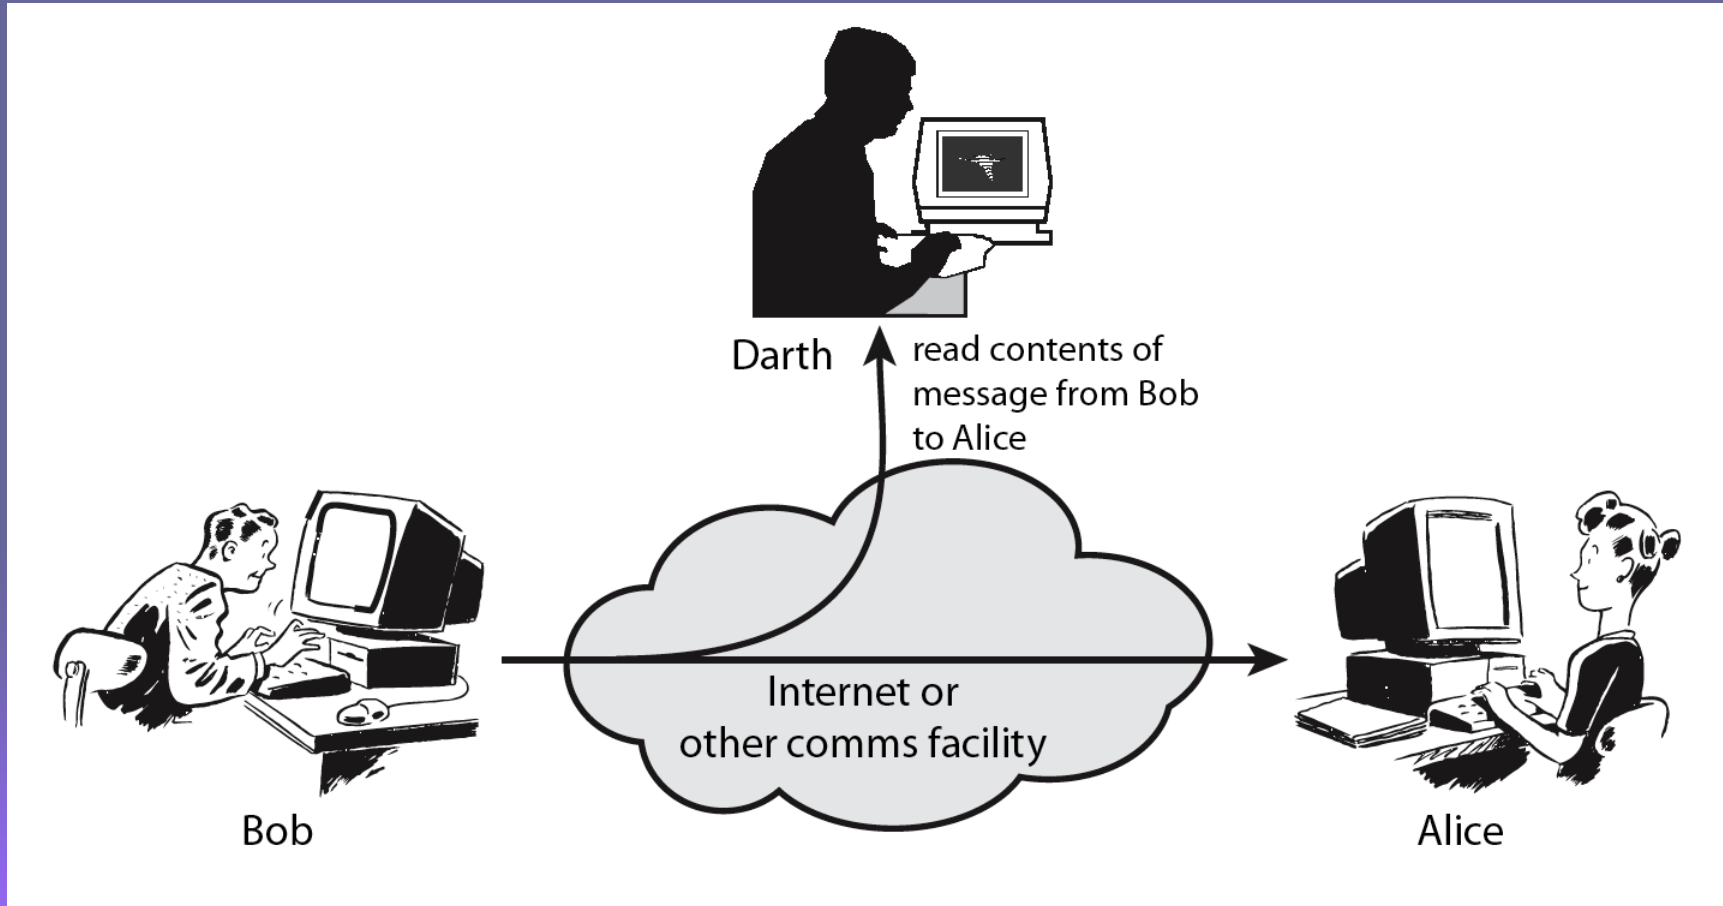 Darth
read contents of
message from Bob
to Alice
Internet or
other comms facility
Bob
Alice